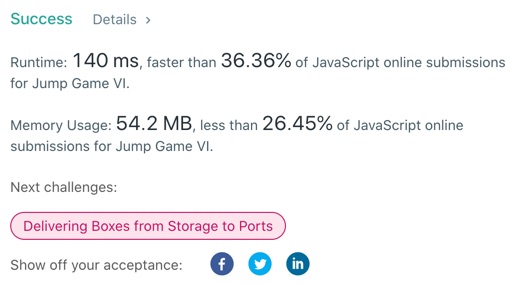 Success Details ›
Runtime: 140 ms, faster than 36.36% of JavaScript online submissions
for Jump Game VI.
Memory Usage: 54.2 MB, less than 26.45% of JavaScript online
submissions for Jump Game VI.
Next challenges:
Delivering Boxes from Storage to Ports
Show off your acceptance: f in